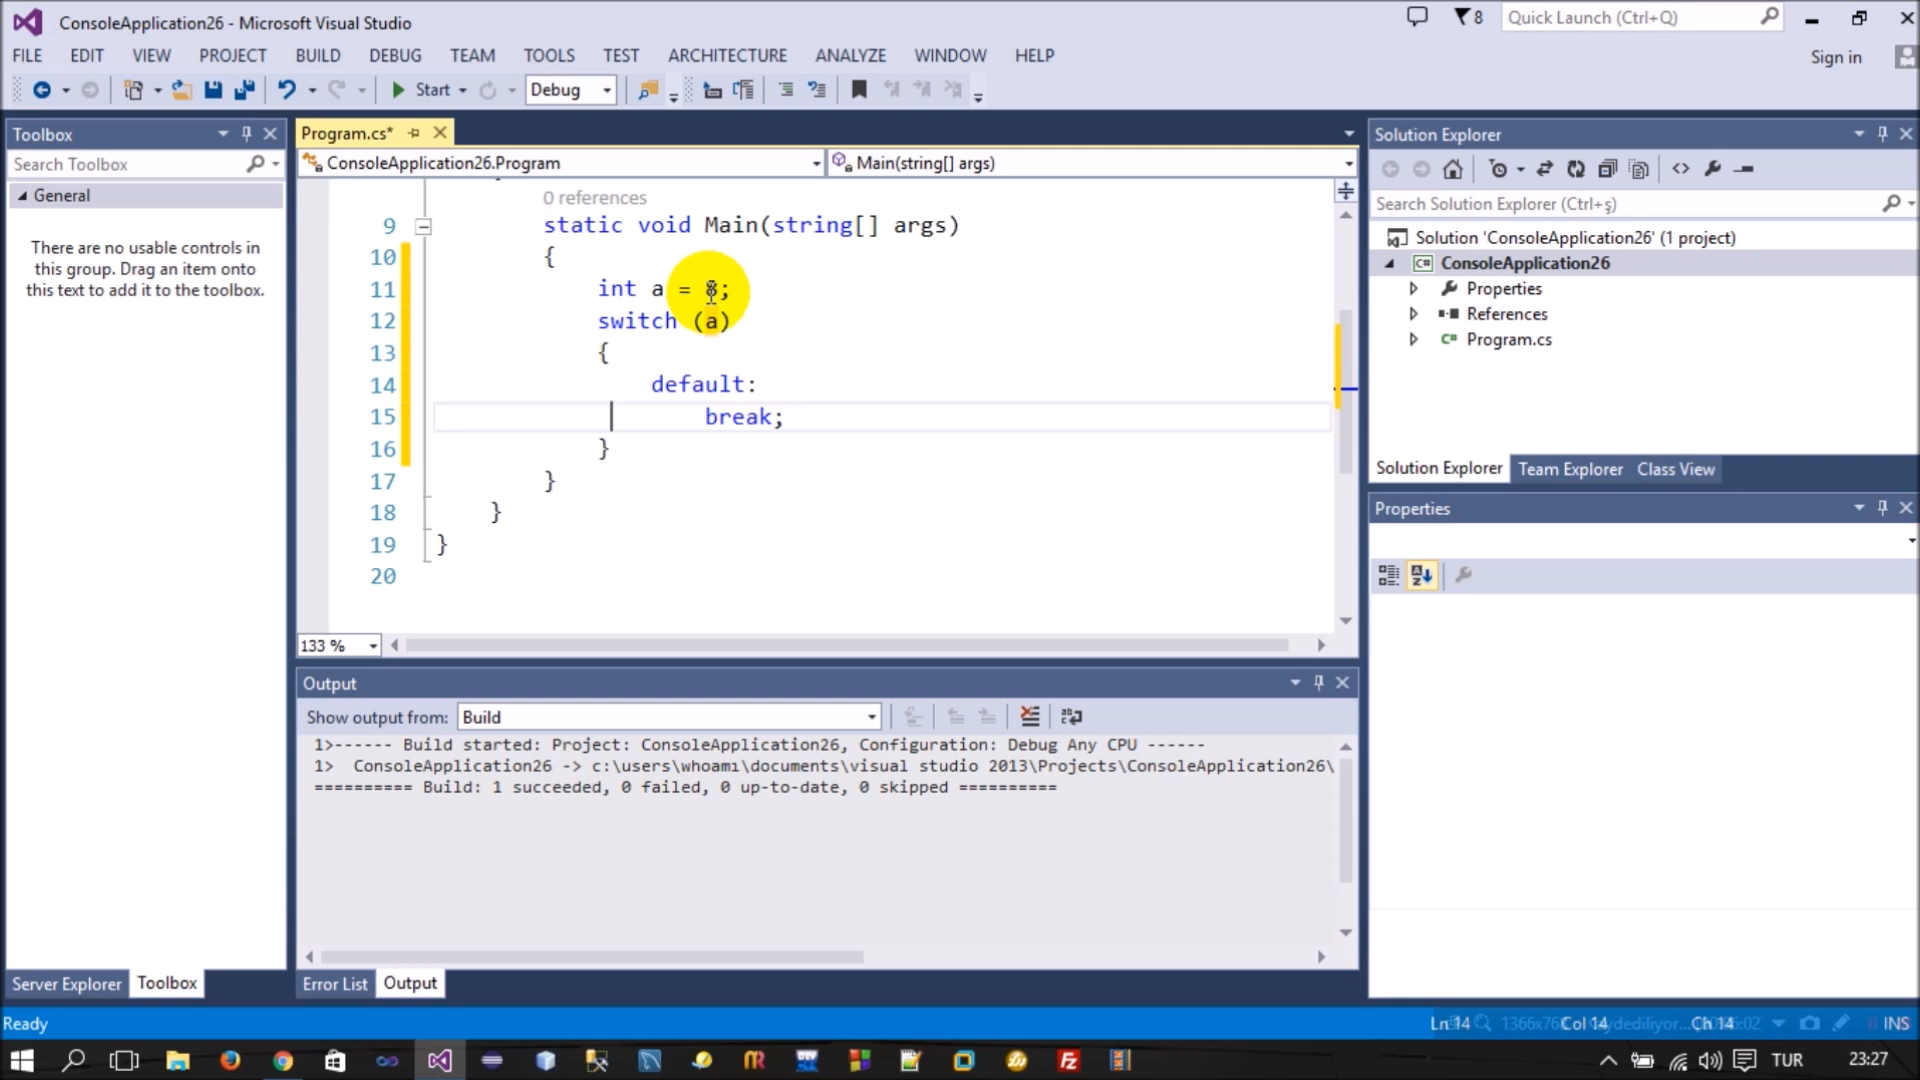 ConsoleApplication26 - Microsoft Visual Studio
8
Quick Launch (Ctrl+Q)
FILE EDIT VIEW PROJECT BUILD DEBUG TEAM TOOLS TEST ARCHITECTURE ANALYZE WINDOW HELP
Sign in
Start
Debug
Toolbox
Search Toolbox
General
There are no usable controls in
this group. Drag an item onto
this text to add it to the toolbox.
Server Explorer
Toolbox
Program.cs*
ConsoleApplication26.Program
Main(string[] args)
0 references
9 static void Main(string[] args)
10 {
11 int a = 8;
12 switch (a)
13 {
14 default:
15 break;
16 }
17 }
18 }
19 }
20
133 %
Output
Show output from: Build
1>------ Build started: Project: ConsoleApplication26, Configuration: Debug Any CPU ------
1> ConsoleApplication26 -> c:\users\whoamı\documents\visual studio 2013\Projects\ConsoleApplication26\
========== Build: 1 succeeded, 0 failed, 0 up-to-date, 0 skipped ==========
Error List
Output
Solution Explorer
Search Solution Explorer (Ctrl+ş)
Solution 'ConsoleApplication26' (1 project)
C# ConsoleApplication26
Properties
References
C# Program.cs
Solution Explorer
Team Explorer
Class View
Properties
Ready
Ln 14
Col 14
Ch 14
INS
TUR
23:27